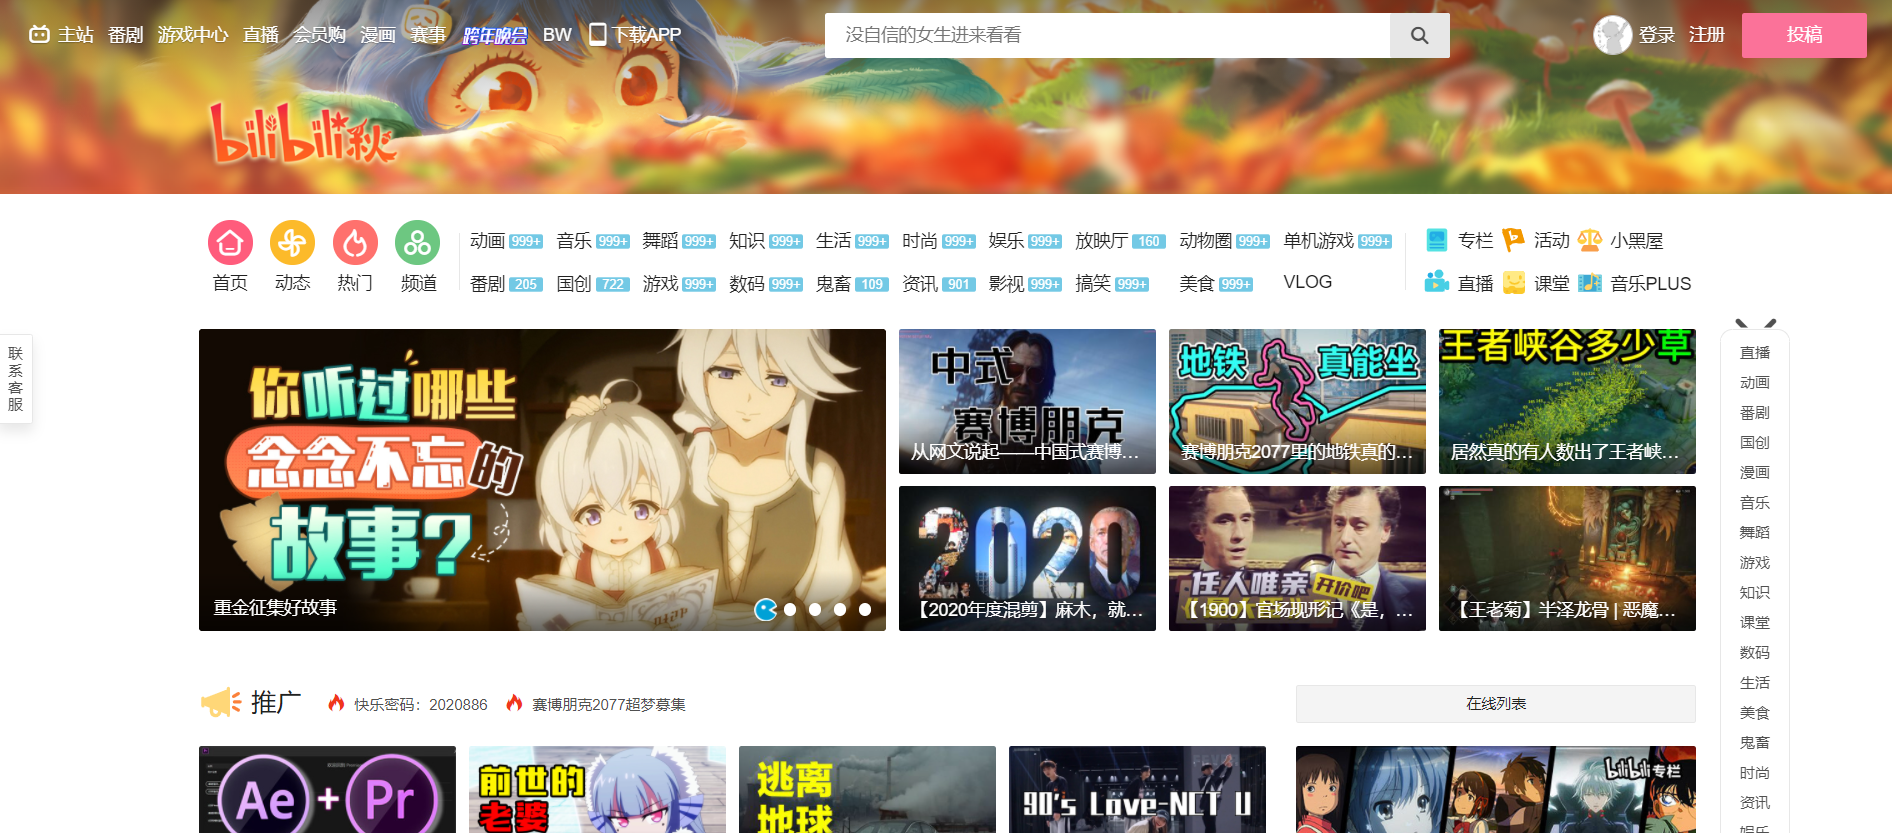 主站 番剧 游戏中心 直播 会员购 漫画 赛事 跨年晚会 BW 下载APP 没自信的女生进来看看 登录 注册 投稿
bilibili秋
动画 999+ 音乐 999+ 舞蹈 999+ 知识 999+ 生活 999+ 时尚 999+ 娱乐 999+ 放映厅 160 动物圈 999+ 单机游戏 999+ 专栏 活动 小黑屋
首页 动态 热门 频道 番剧 205 国创 722 游戏 999+ 数码 999+ 鬼畜 109 资讯 901 影视 999+ 搞笑 999+ 美食 999+ VLOG 直播 课堂 音乐PLUS
联系客服
你听过哪些
念念不忘的
故事?
重金征集好故事
中式
赛博朋克
从网文说起——中国式赛博...
地铁 真能坐
赛博朋克2077里的地铁真的...
王者峡谷多少草
居然真的有人数出了王者峡...
2020
【2020年度混剪】麻木，就...
任人唯亲 开价吧
【1900】官场现形记《是，...
【王老菊】半泽龙骨 | 恶魔...
直播
动画
番剧
国创
漫画
音乐
舞蹈
游戏
知识
课堂
数码
生活
美食
鬼畜
时尚
资讯
娱乐
推广 快乐密码：2020886 赛博朋克2077超梦募集 在线列表
Ae + Pr
前世的
老婆
逃离
地球
90's Love-NCT U
bilibili专栏